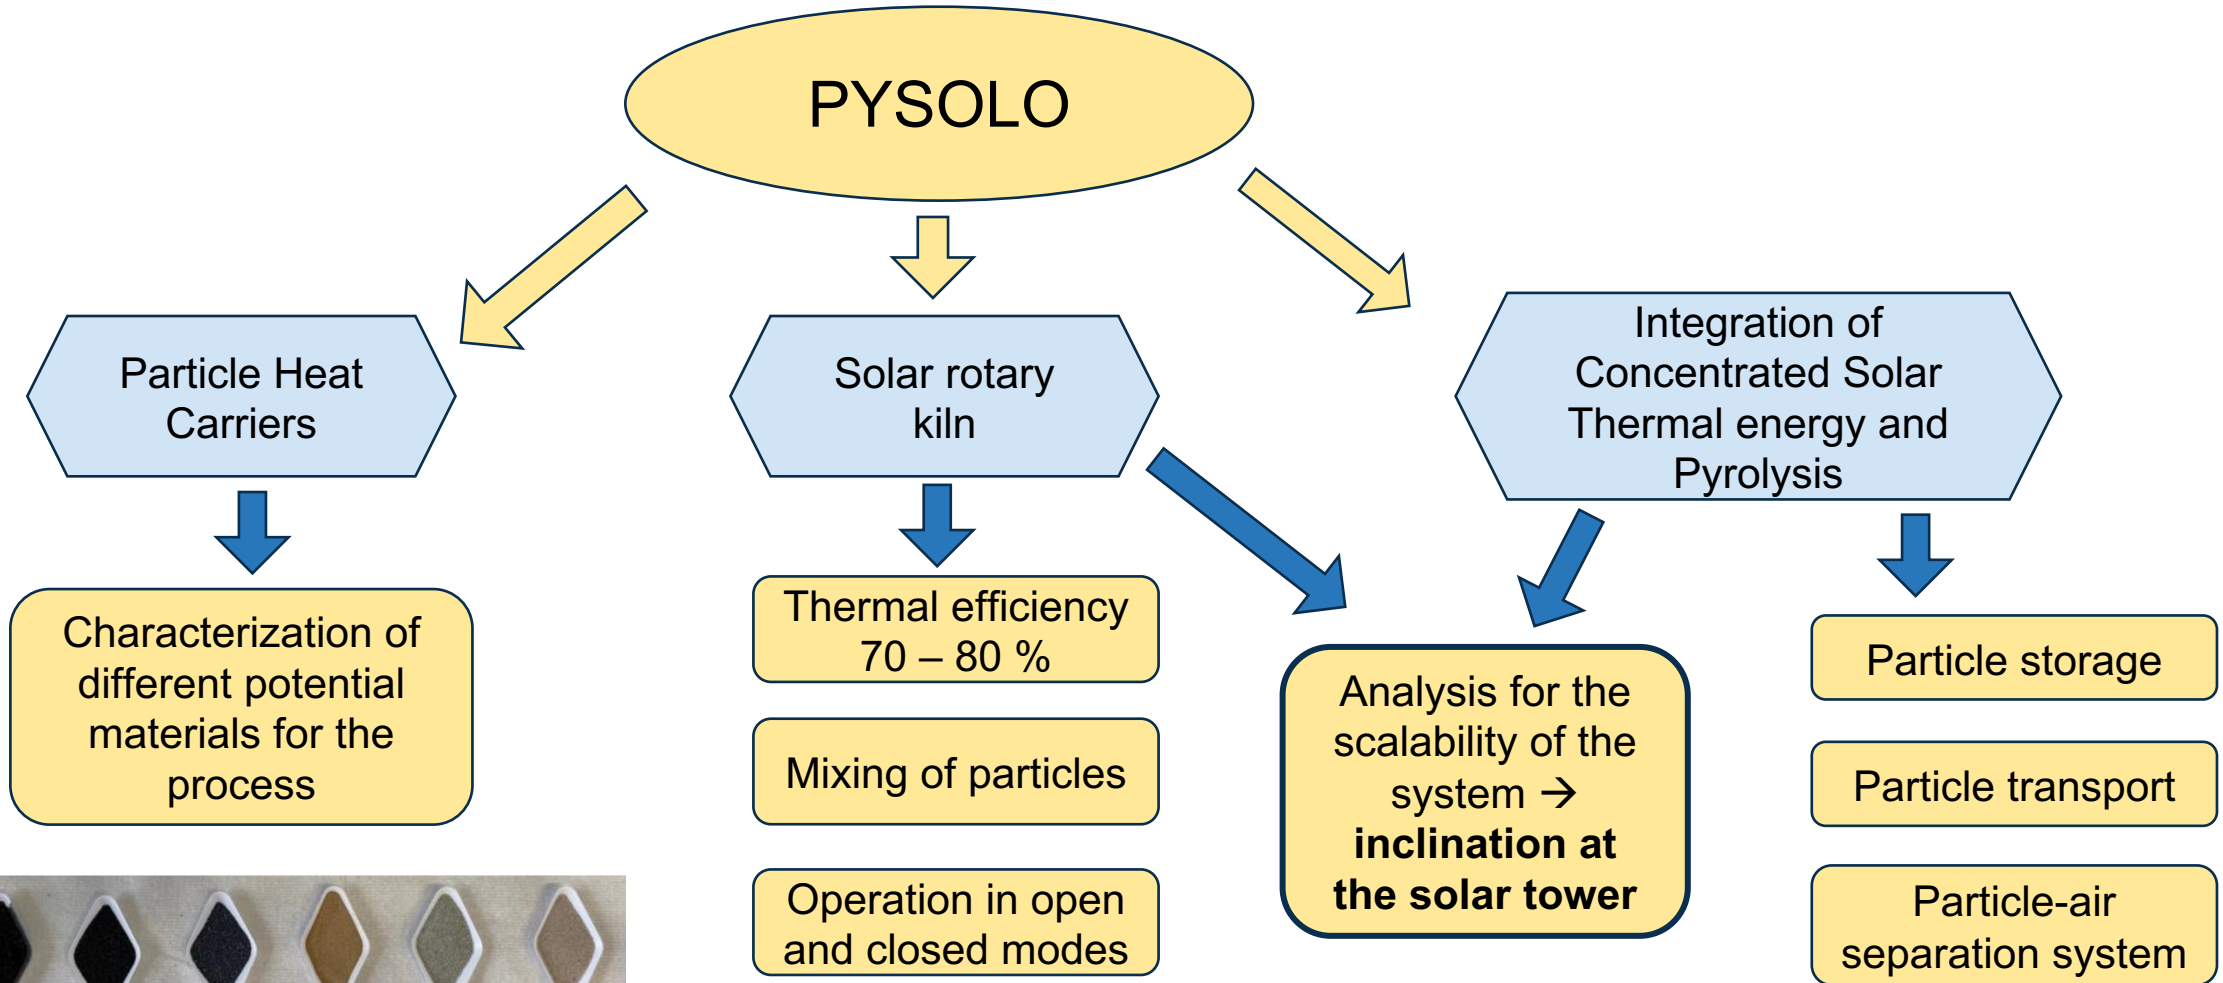 PYSOLO
Particle Heat
Carriers
Solar rotary
kiln
Integration of
Concentrated Solar
Thermal energy and
Pyrolysis
Characterization of
different potential
materials for the
process
Thermal efficiency
70 – 80 %
Mixing of particles
Operation in open
and closed modes
Analysis for the
scalability of the
system →
inclination at
the solar tower
Particle storage
Particle transport
Particle-air
separation system